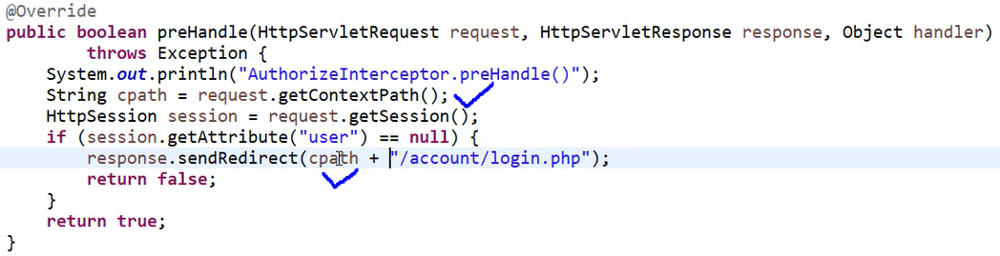 @Override
public boolean preHandle(HttpServletRequest request, HttpServletResponse response, Object handler)
        throws Exception {
    System.out.println("AuthorizeInterceptor.preHandle()");
    String cpath = request.getContextPath();
    HttpSession session = request.getSession();
    if (session.getAttribute("user") == null) {
        response.sendRedirect(cpath + "/account/login.php");
        return false;
    }
    return true;
}